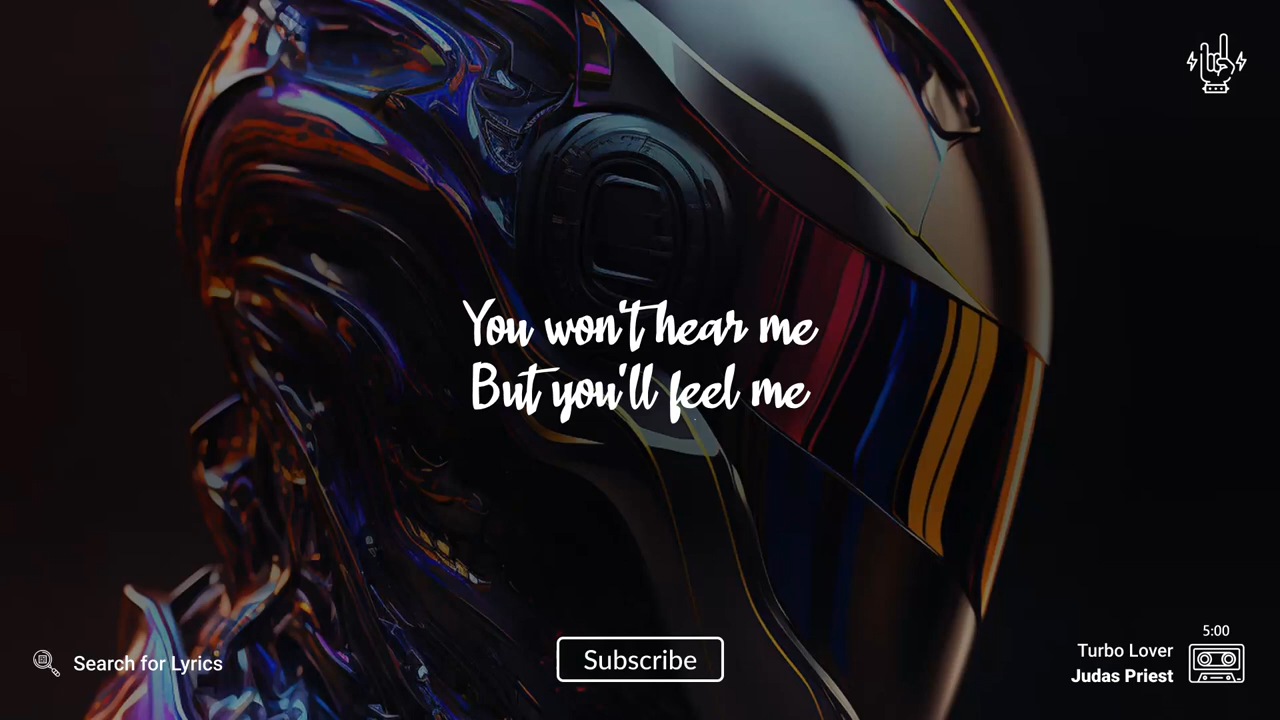 You won't hear me
But you'll feel me
Search for Lyrics
Subscribe
5:00
Turbo Lover
Judas Priest